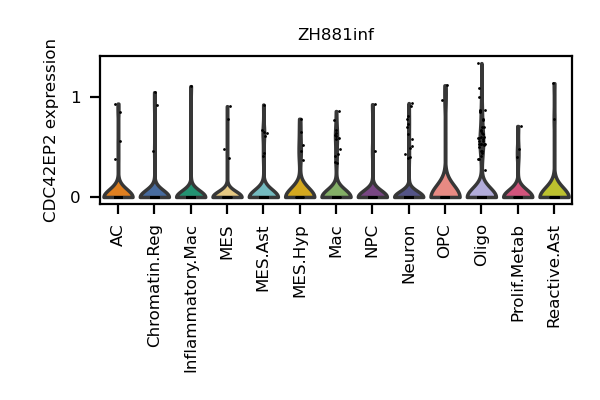 ZH881inf
CDC42EP2 expression
1
0
AC
Chromatin.Reg
Inflammatory.Mac
MES
MES.Ast
MES.Hyp
Mac
NPC
Neuron
OPC
Oligo
Prolif.Metab
Reactive.Ast